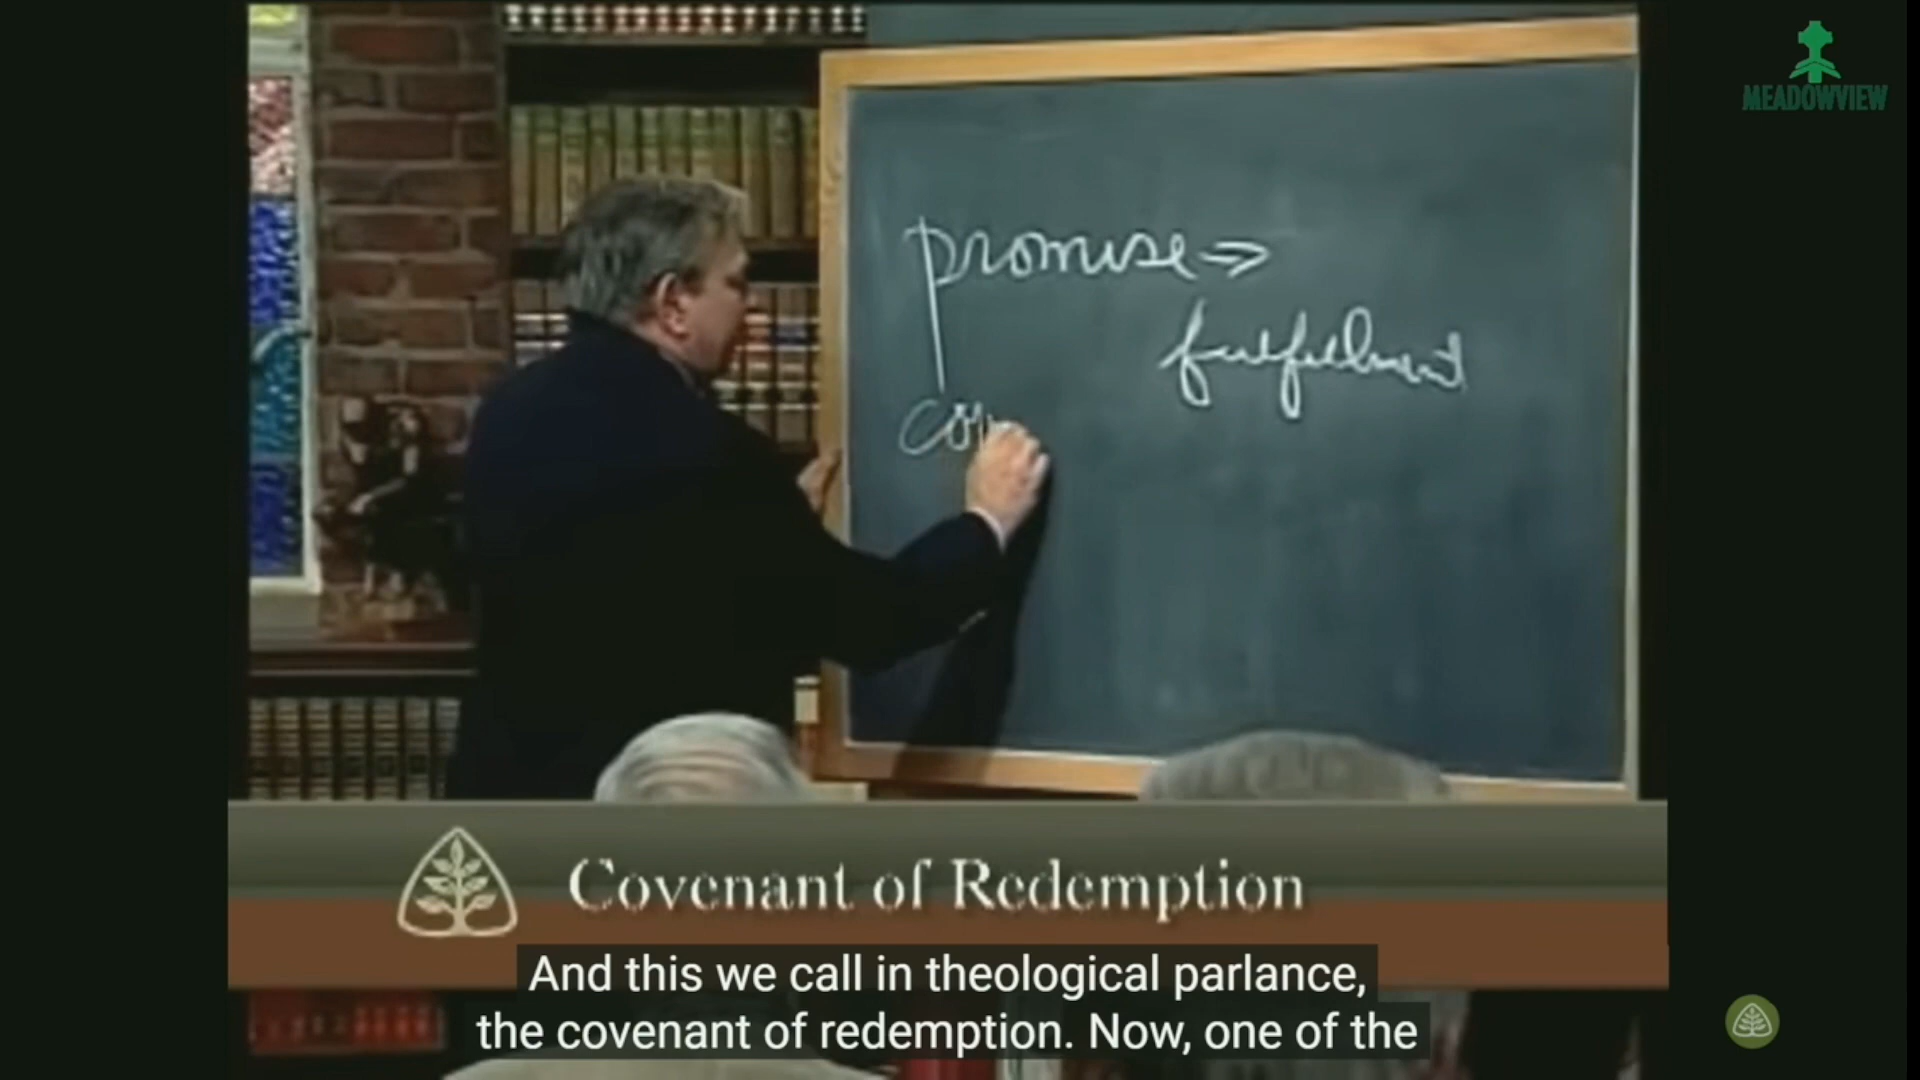 MEADOWVIEW
promise ⇒
fulfillment
cov
Covenant of Redemption
And this we call in theological parlance,
the covenant of redemption. Now, one of the